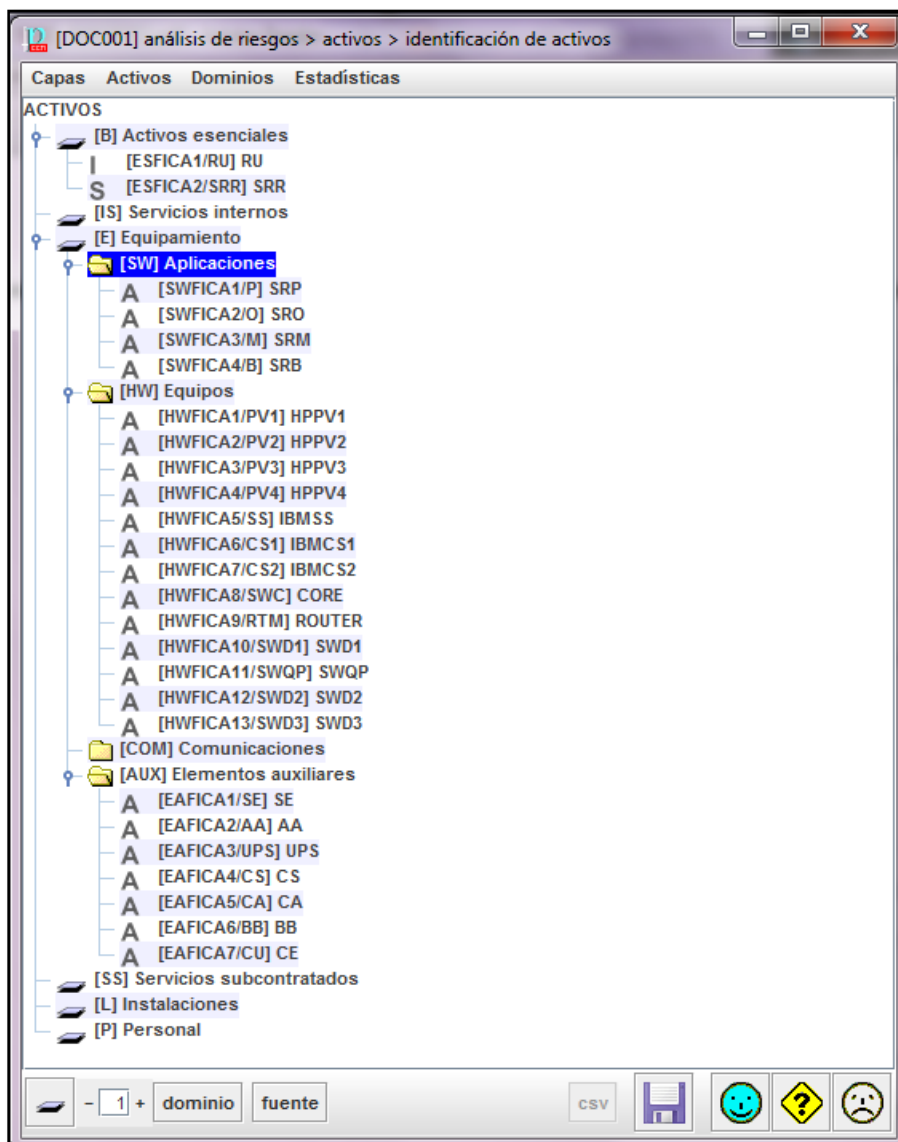 [DOC001] análisis de riesgos > activos > identificación de activos
Capas Activos Dominios Estadísticas
ACTIVOS
[B] Activos esenciales
I [ESFICA1/RU] RU
S [ESFICA2/SRR] SRR
[IS] Servicios internos
[E] Equipamiento
[SW] Aplicaciones
A [SWFICA1/P] SRP
A [SWFICA2/O] SRO
A [SWFICA3/M] SRM
A [SWFICA4/B] SRB
[HW] Equipos
A [HWFICA1/PV1] HPPV1
A [HWFICA2/PV2] HPPV2
A [HWFICA3/PV3] HPPV3
A [HWFICA4/PV4] HPPV4
A [HWFICA5/SS] IBMSS
A [HWFICA6/CS1] IBMCS1
A [HWFICA7/CS2] IBMCS2
A [HWFICA8/SWC] CORE
A [HWFICA9/RTM] ROUTER
A [HWFICA10/SWD1] SWD1
A [HWFICA11/SWQP] SWQP
A [HWFICA12/SWD2] SWD2
A [HWFICA13/SWD3] SWD3
[COM] Comunicaciones
[AUX] Elementos auxiliares
A [EAFICA1/SE] SE
A [EAFICA2/AA] AA
A [EAFICA3/UPS] UPS
A [EAFICA4/CS] CS
A [EAFICA5/CA] CA
A [EAFICA6/BB] BB
A [EAFICA7/CU] CE
[SS] Servicios subcontratados
[L] Instalaciones
[P] Personal
- 1 + dominio fuente csv ?